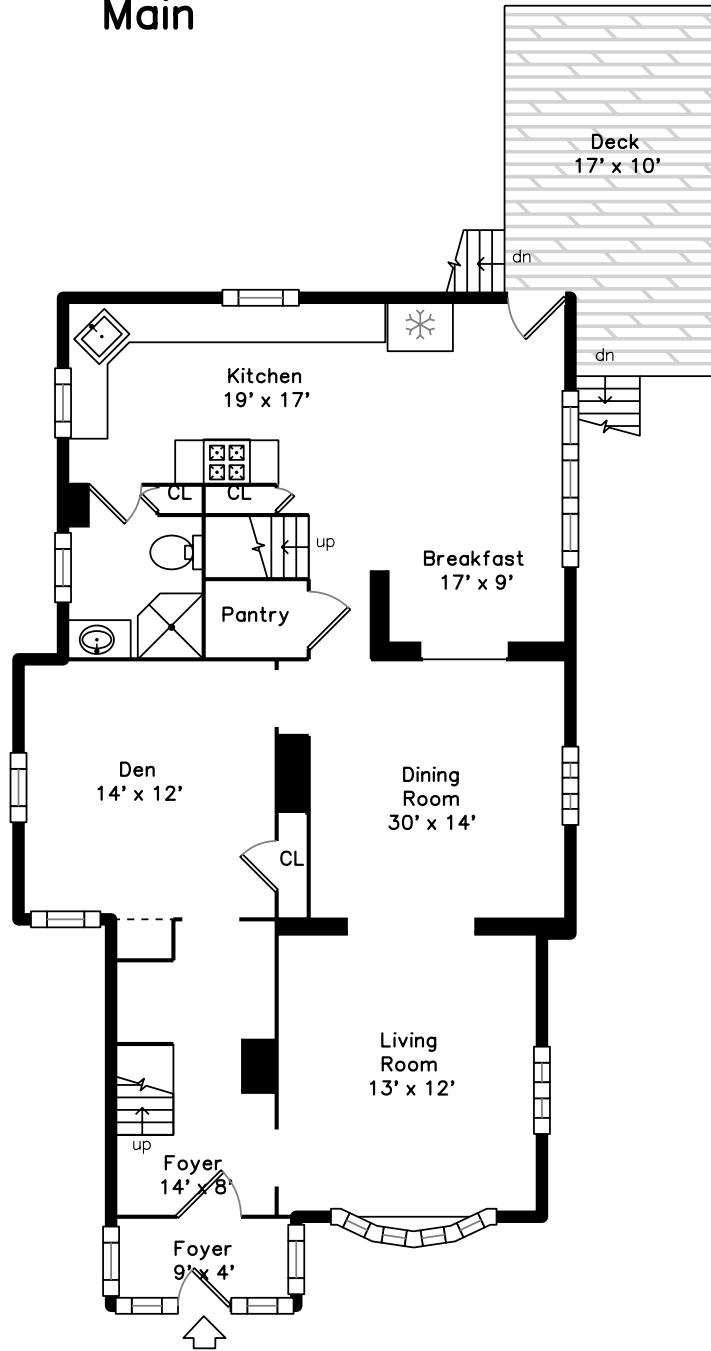 Main
Deck
17' x 10'
dn
dn
Kitchen
19' x 17'
CL
CL
up
Breakfast
17' x 9'
Pantry
Den
14' x 12'
Dining
Room
30' x 14'
CL
Living
Room
13' x 12'
up
Foyer
14' x 8'
Foyer
9' x 4'